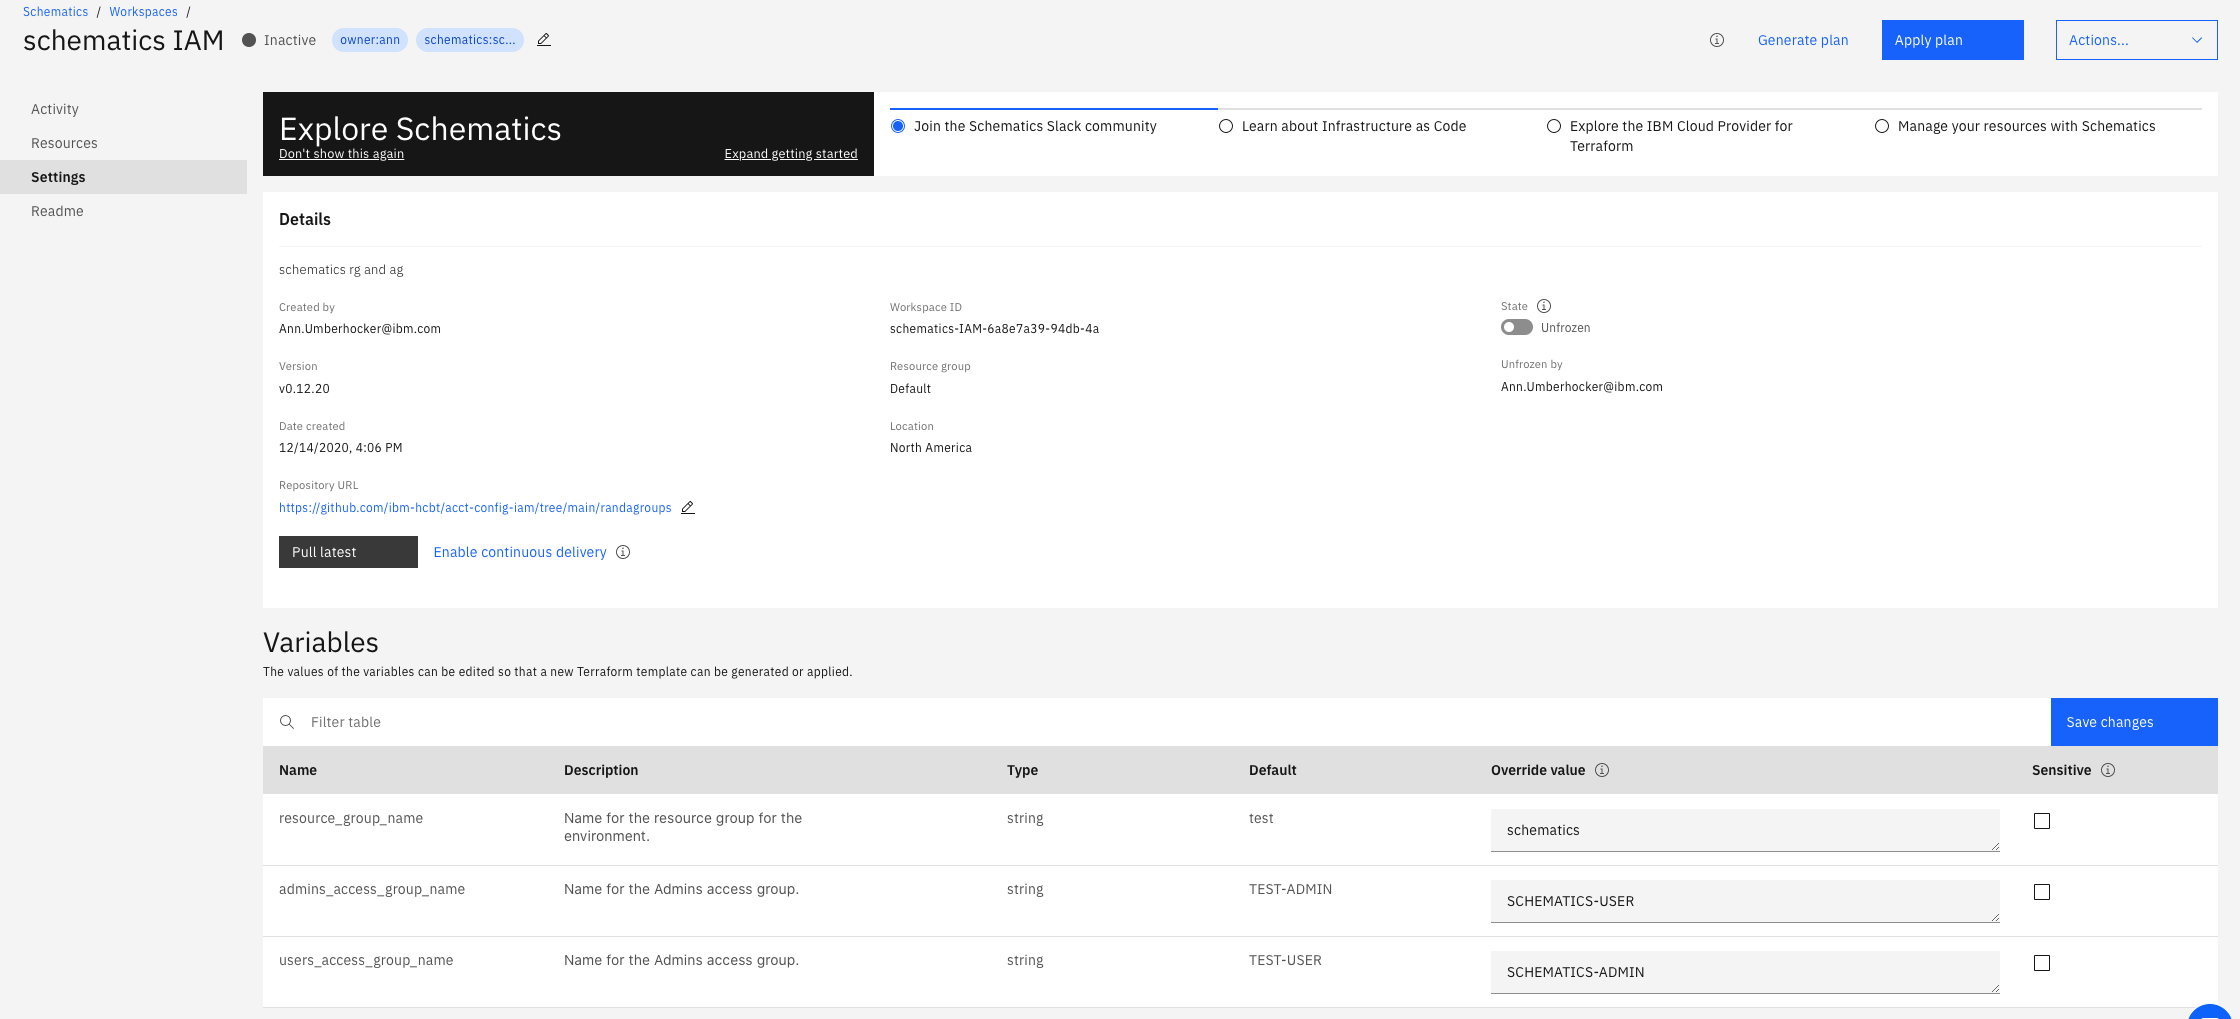 Schematics / Workspaces /
schematics IAM Inactive owner:ann schematics:sc...
Generate plan Apply plan Actions...
Activity
Resources
Settings
Readme
Explore Schematics
Don't show this again Expand getting started
Join the Schematics Slack community
Learn about Infrastructure as Code
Explore the IBM Cloud Provider for
Terraform
Manage your resources with Schematics
Details
schematics rg and ag
Created by
Ann.Umberhocker@ibm.com
Workspace ID
schematics-IAM-6a8e7a39-94db-4a
State
Unfrozen
Version
v0.12.20
Resource group
Default
Unfrozen by
Ann.Umberhocker@ibm.com
Date created
12/14/2020, 4:06 PM
Location
North America
Repository URL
https://github.com/ibm-hcbt/acct-config-iam/tree/main/randagroups
Pull latest Enable continuous delivery
Variables
The values of the variables can be edited so that a new Terraform template can be generated or applied.
Filter table Save changes
Name Description Type Default Override value Sensitive
resource_group_name Name for the resource group for the string test schematics
environment.
admins_access_group_name Name for the Admins access group. string TEST-ADMIN SCHEMATICS-USER
users_access_group_name Name for the Admins access group. string TEST-USER SCHEMATICS-ADMIN